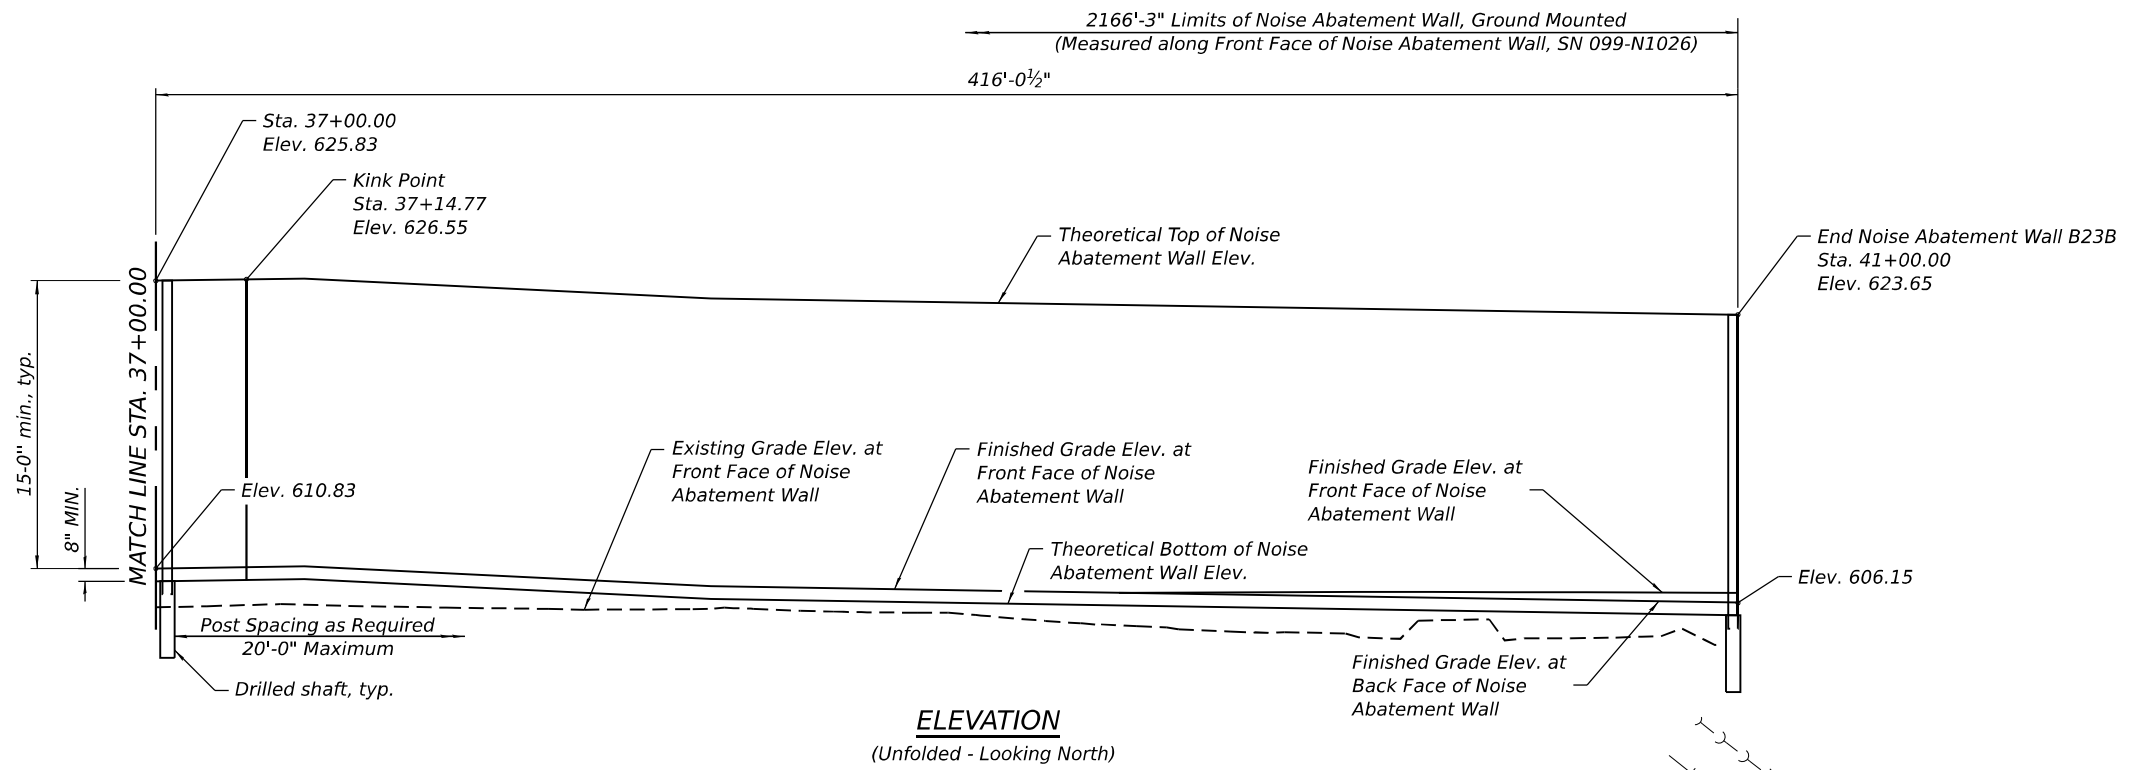 2166'-3" Limits of Noise Abatement Wall, Ground Mounted
(Measured along Front Face of Noise Abatement Wall, SN 099-N1026)
416'-0½"
Sta. 37+00.00
Elev. 625.83
Kink Point
Sta. 37+14.77
Elev. 626.55
Theoretical Top of Noise
Abatement Wall Elev.
End Noise Abatement Wall B23B
Sta. 41+00.00
Elev. 623.65
15-0" min., typ.
8" MIN.
MATCH LINE STA. 37+00.00
Elev. 610.83
Existing Grade Elev. at
Front Face of Noise
Abatement Wall
Finished Grade Elev. at
Front Face of Noise
Abatement Wall
Finished Grade Elev. at
Front Face of Noise
Abatement Wall
Theoretical Bottom of Noise
Abatement Wall Elev.
Elev. 606.15
Post Spacing as Required
20'-0" Maximum
Drilled shaft, typ.
Finished Grade Elev. at
Back Face of Noise
Abatement Wall
ELEVATION
(Unfolded - Looking North)